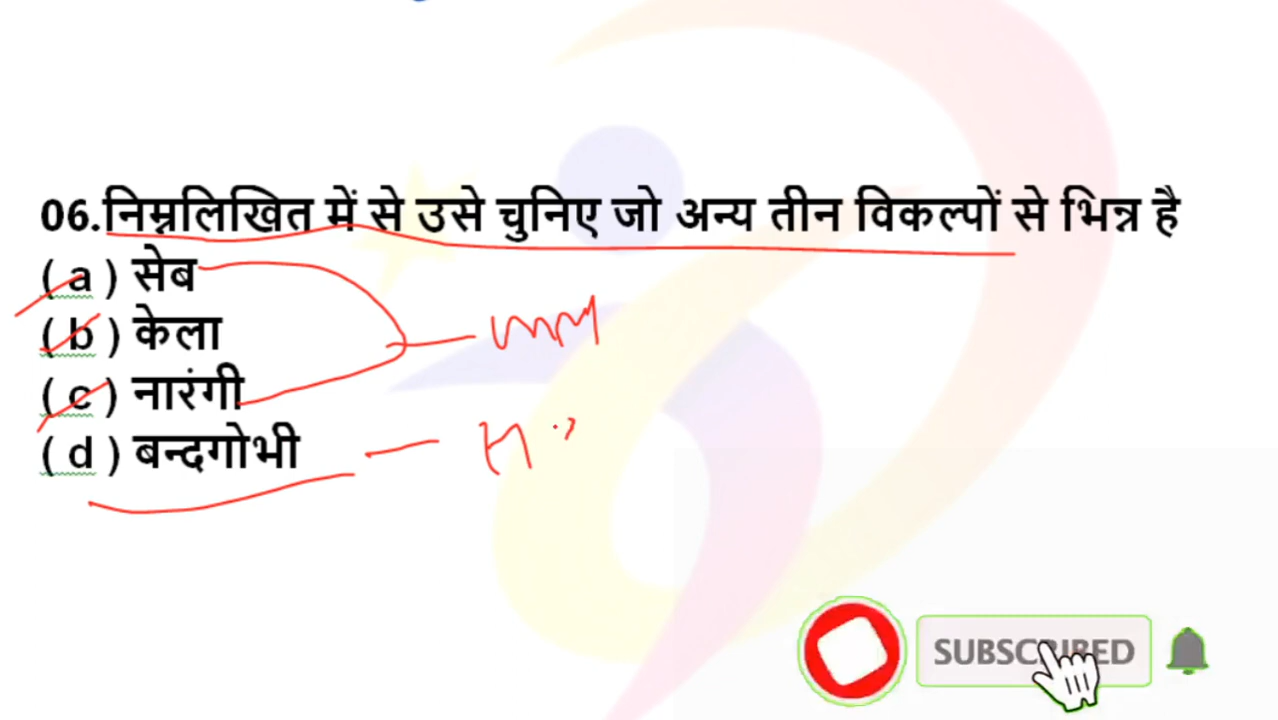 06.निम्नलिखित में से उसे चुनिए जो अन्य तीन विकल्पों से भिन्न है
( a ) सेब
( b ) केला
( c ) नारंगी
( d ) बन्दगोभी
SUBSCRIBED